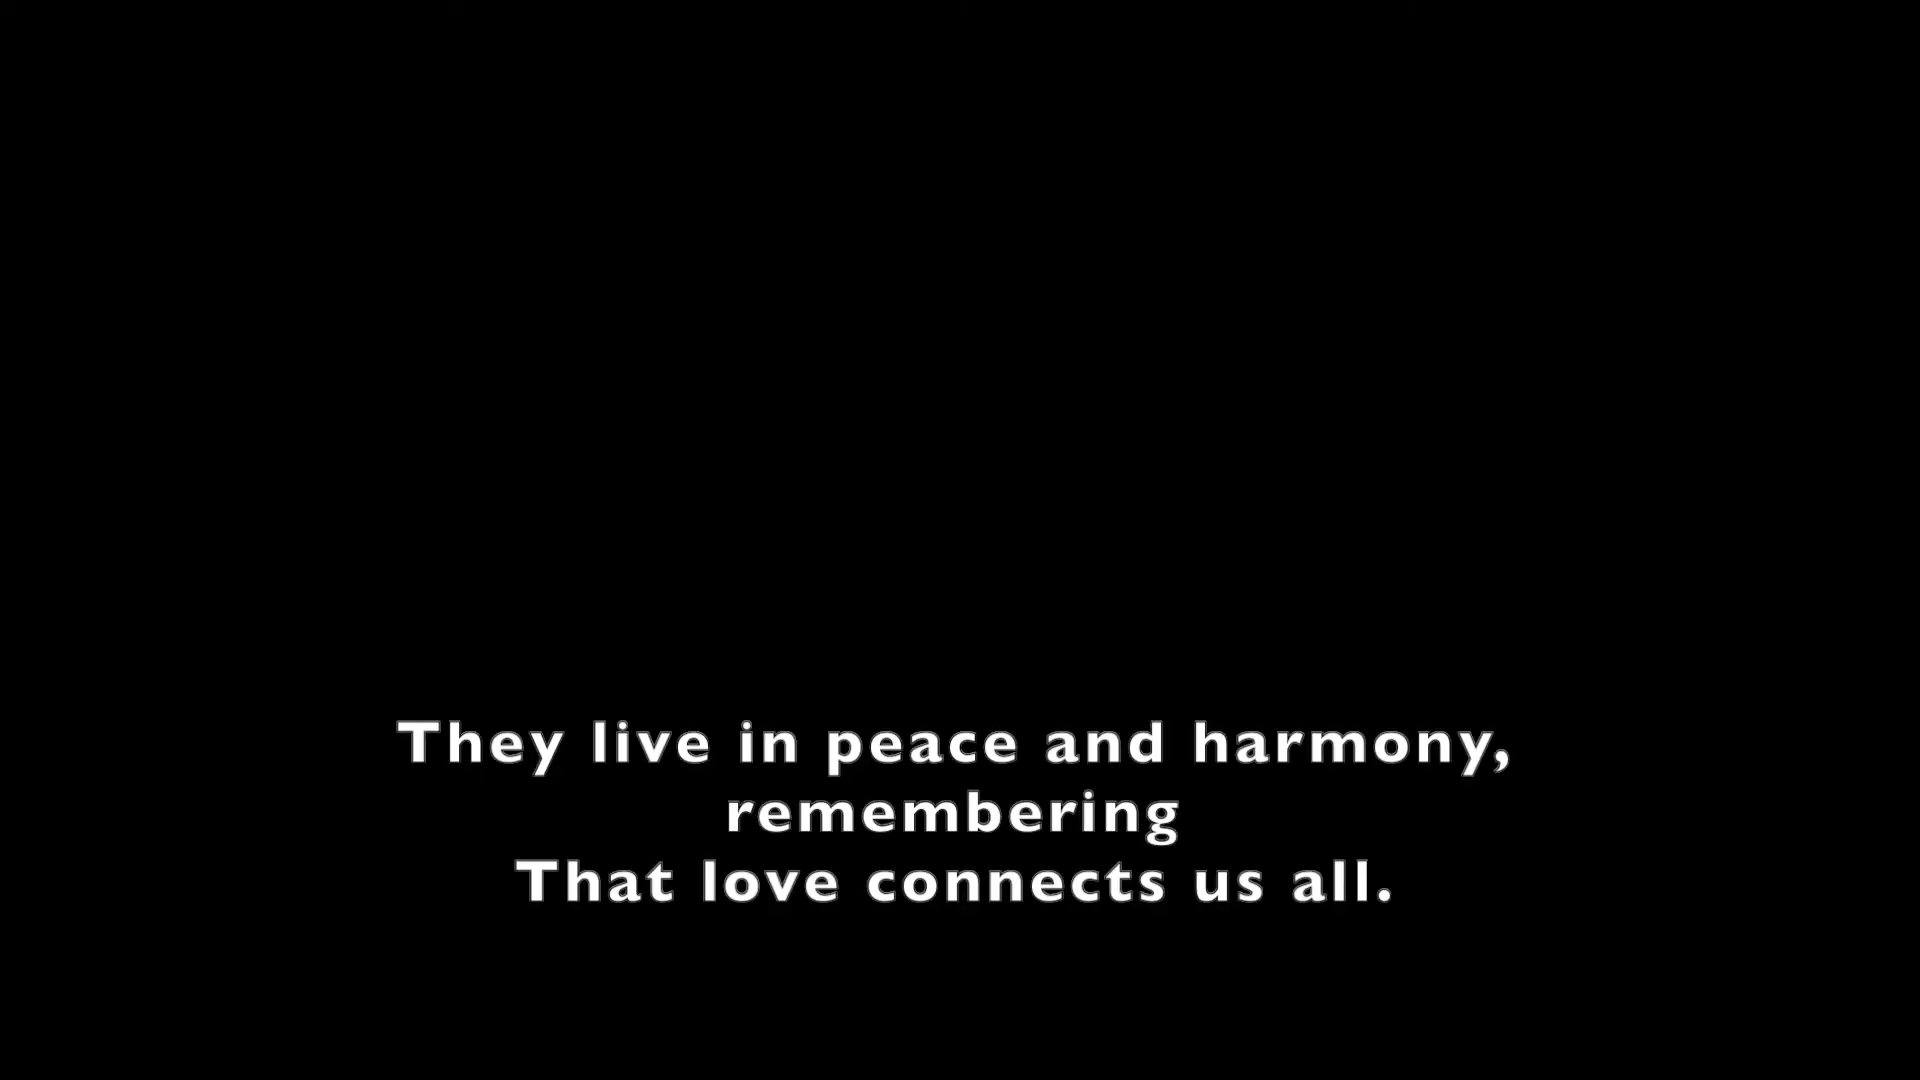 They live in peace and harmony,
remembering
That love connects us all.